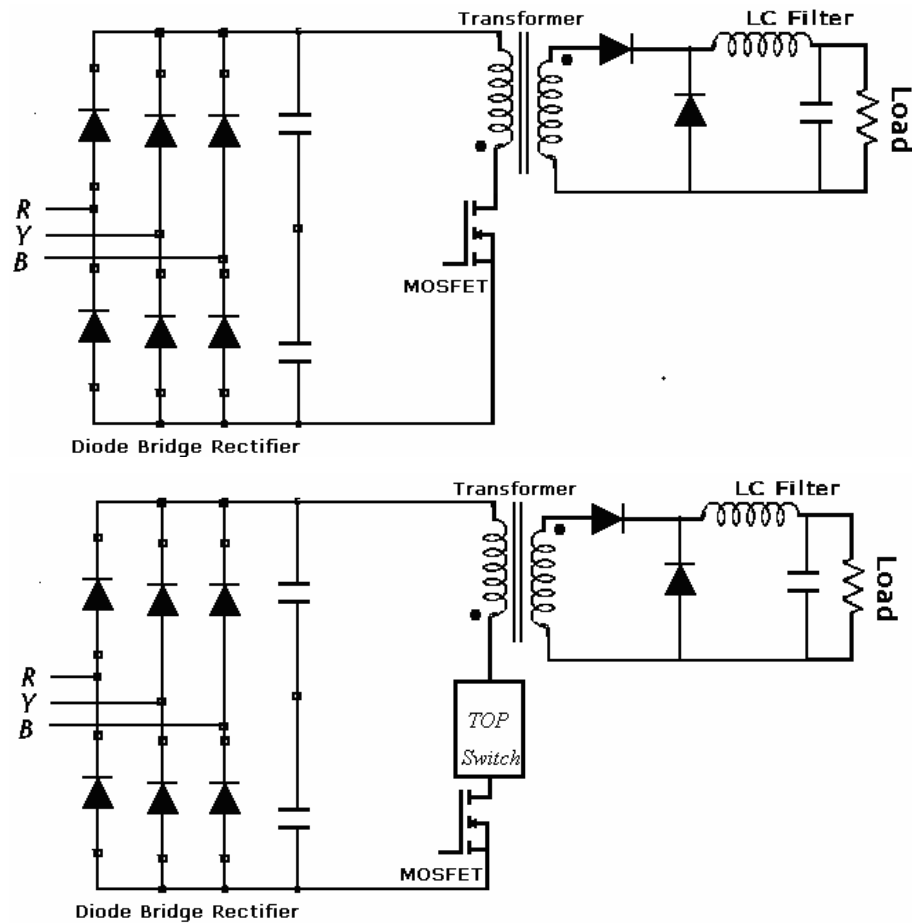 Transformer
LC Filter
Load
R
Y
B
MOSFET
Diode Bridge Rectifier
Transformer
LC Filter
Load
R
Y
B
TOP
Switch
MOSFET
Diode Bridge Rectifier